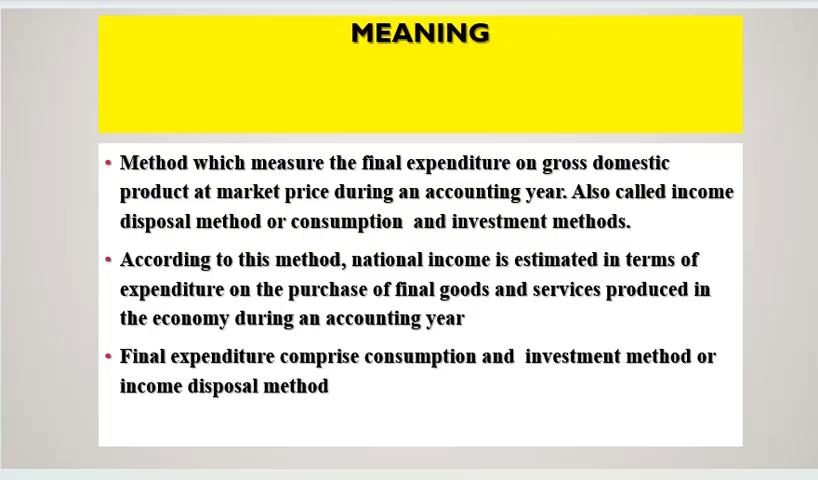 MEANING
• Method which measure the final expenditure on gross domestic
product at market price during an accounting year. Also called income
disposal method or consumption and investment methods.
• According to this method, national income is estimated in terms of
expenditure on the purchase of final goods and services produced in
the economy during an accounting year
• Final expenditure comprise consumption and investment method or
income disposal method